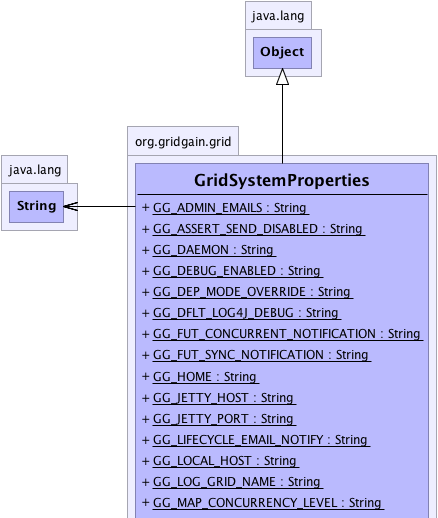 java.lang
Object
org.gridgain.grid
java.lang
String
GridSystemProperties
+ GG_ADMIN_EMAILS : String
+ GG_ASSERT_SEND_DISABLED : String
+ GG_DAEMON : String
+ GG_DEBUG_ENABLED : String
+ GG_DEP_MODE_OVERRIDE : String
+ GG_DFLT_LOG4J_DEBUG : String
+ GG_FUT_CONCURRENT_NOTIFICATION : String
+ GG_FUT_SYNC_NOTIFICATION : String
+ GG_HOME : String
+ GG_JETTY_HOST : String
+ GG_JETTY_PORT : String
+ GG_LIFECYCLE_EMAIL_NOTIFY : String
+ GG_LOCAL_HOST : String
+ GG_LOG_GRID_NAME : String
+ GG_MAP_CONCURRENCY_LEVEL : String